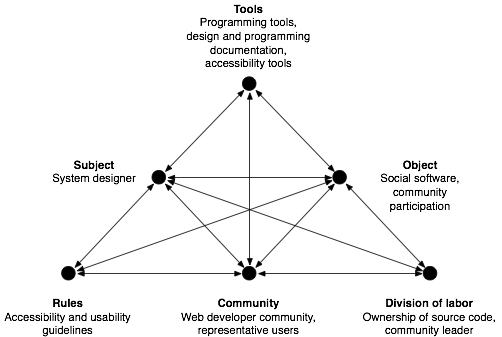 Tools
Programming tools,
design and programming
documentation,
accessibility tools
Subject
System designer
Object
Social software,
community
participation
Rules
Accessibility and usability
guidelines
Community
Web developer community,
representative users
Division of labor
Ownership of source code,
community leader